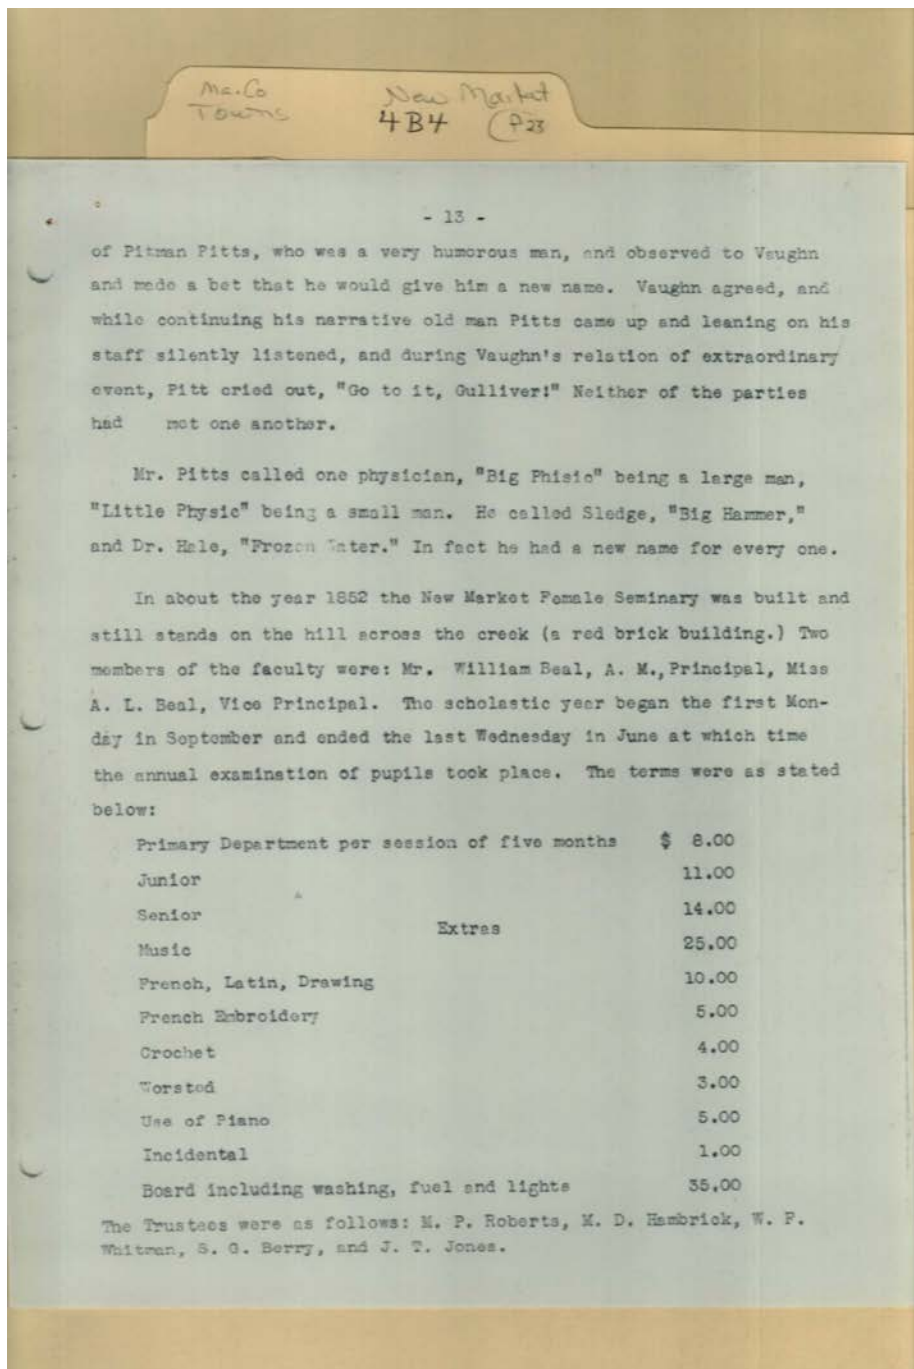 Ma.Co New Market
Towns 4B4 (P23
- 13 -
of Pitman Pitts, who was a very humorous man, and observed to Vaughn
and made a bet that he would give him a new name. Vaughn agreed, and
while continuing his narrative old man Pitts came up and leaning on his
staff silently listened, and during Vaughn's relation of extraordinary
event, Pitt cried out, "Go to it, Gulliver!" Neither of the parties
had met one another.
Mr. Pitts called one physician, "Big Phisic" being a large man,
"Little Physic" being a small man. He called Sledge, "Big Hammer,"
and Dr. Hale, "Frozen Water." In fact he had a new name for every one.
In about the year 1852 the New Market Female Seminary was built and
still stands on the hill across the creek (a red brick building.) Two
members of the faculty were: Mr. William Beal, A. M., Principal, Miss
A. L. Beal, Vice Principal. The scholastic year began the first Mon-
day in September and ended the last Wednesday in June at which time
the annual examination of pupils took place. The terms were as stated
below:
Primary Department per session of five months $ 8.00
Junior 11.00
Senior 14.00
Extras
Music 25.00
French, Latin, Drawing 10.00
French Embroidery 5.00
Crochet 4.00
Worsted 3.00
Use of Piano 5.00
Incidental 1.00
Board including washing, fuel and lights 35.00
The Trustees were as follows: M. P. Roberts, M. D. Hambrick, W. F.
Whitman, S. G. Berry, and J. T. Jones.